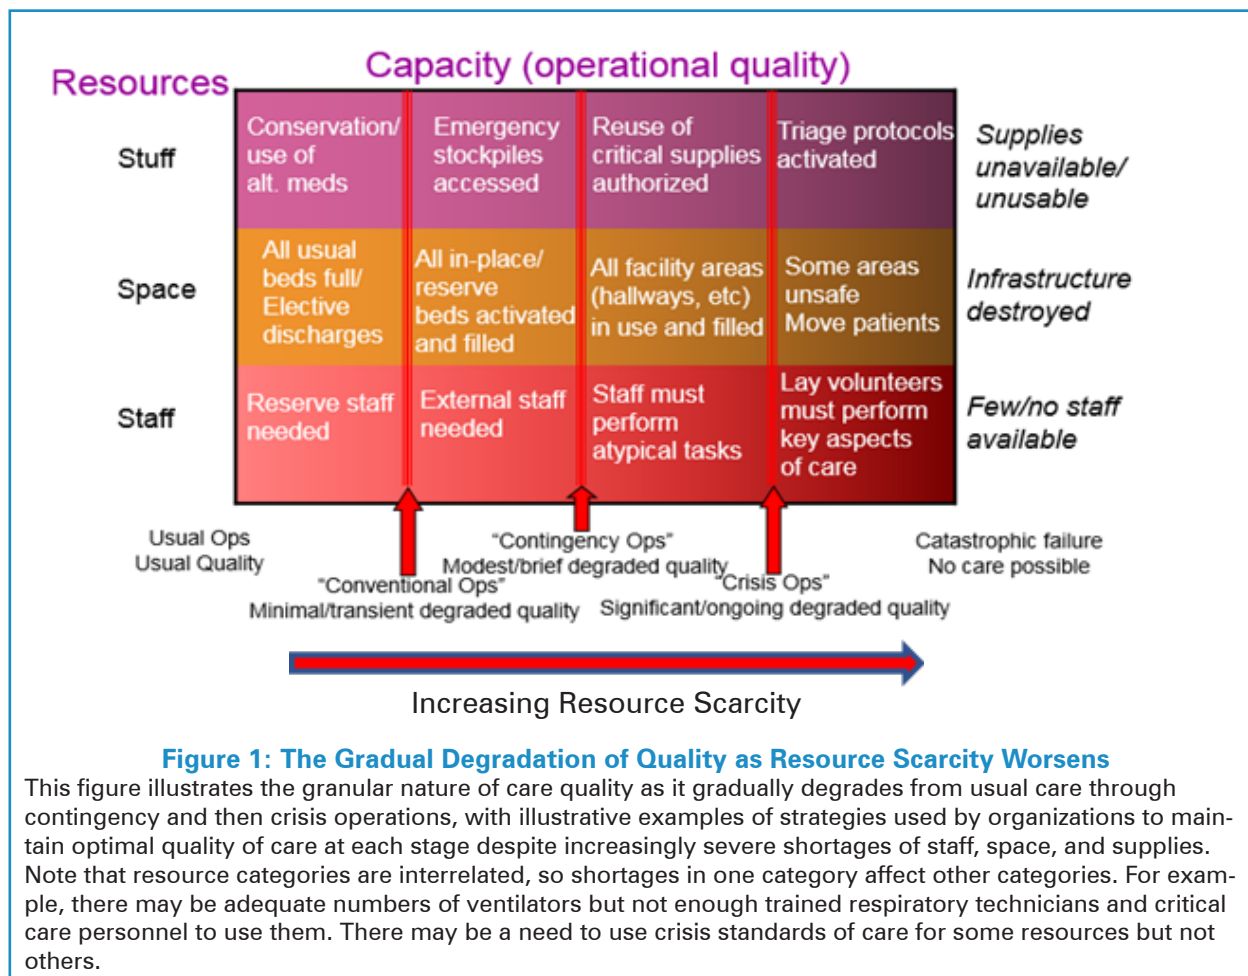 Resources
Capacity (operational quality)
Stuff
Conservation/
use of
alt. meds
Emergency
stockpiles
accessed
Reuse of
critical supplies
authorized
Triage protocols
activated
Supplies
unavailable/
unusable
Space
All usual
beds full/
Elective
discharges
All in-place/
reserve
beds activated
and filled
All facility areas
(hallways, etc)
in use and filled
Some areas
unsafe
Move patients
Infrastructure
destroyed
Staff
Reserve staff
needed
External staff
needed
Staff must
perform
atypical tasks
Lay volunteers
must perform
key aspects
of care
Few/no staff
available
Usual Ops
Usual Quality
“Conventional Ops”
Minimal/transient degraded quality
“Contingency Ops”
Modest/brief degraded quality
“Crisis Ops”
Significant/ongoing degraded quality
Catastrophic failure
No care possible
Increasing Resource Scarcity
Figure 1: The Gradual Degradation of Quality as Resource Scarcity Worsens
This figure illustrates the granular nature of care quality as it gradually degrades from usual care through
contingency and then crisis operations, with illustrative examples of strategies used by organizations to main-
tain optimal quality of care at each stage despite increasingly severe shortages of staff, space, and supplies.
Note that resource categories are interrelated, so shortages in one category affect other categories. For exam-
ple, there may be adequate numbers of ventilators but not enough trained respiratory technicians and critical
care personnel to use them. There may be a need to use crisis standards of care for some resources but not
others.